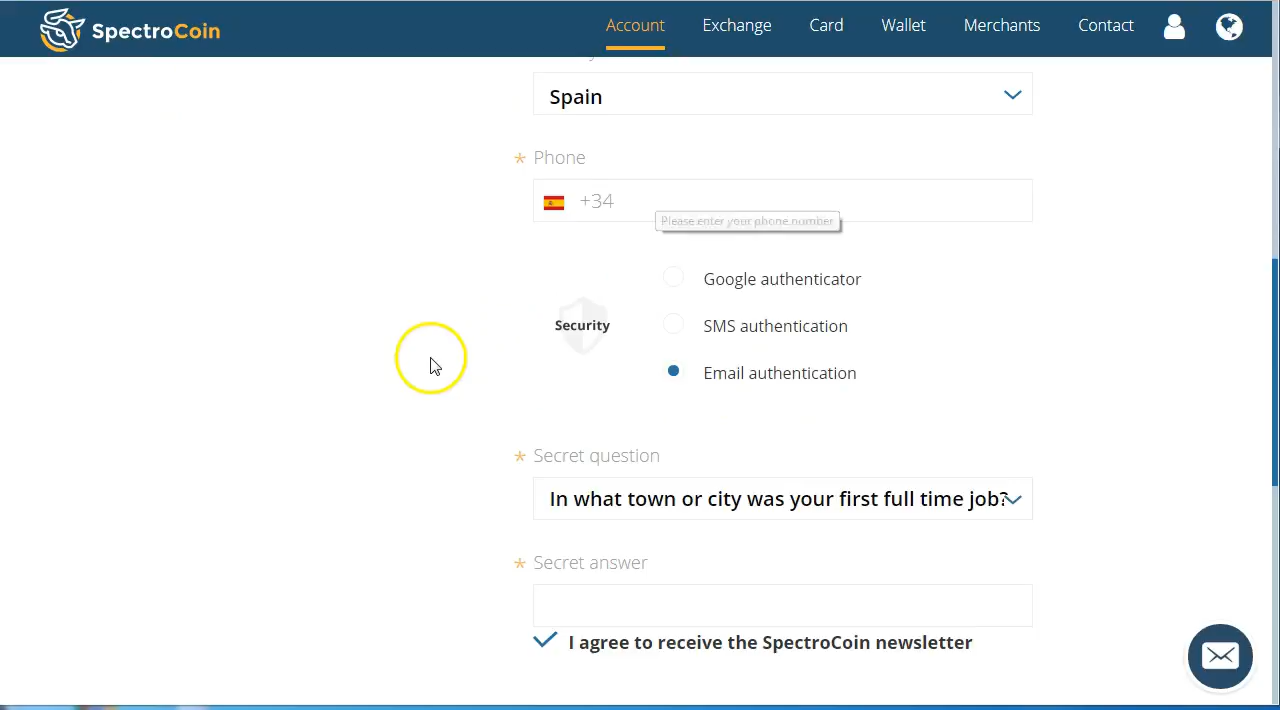 SpectroCoin
Account Exchange Card Wallet Merchants Contact
Spain
* Phone
+34
Please enter your phone number
Security
Google authenticator
SMS authentication
Email authentication
* Secret question
In what town or city was your first full time job?
* Secret answer
I agree to receive the SpectroCoin newsletter